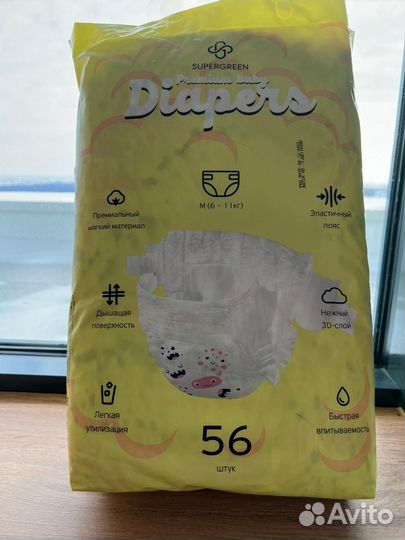 SUPERGREEN
Premium baby
Diapers
M (6 - 11кг)
Премиальный
мягкий материал
Эластичный
пояс
Дышащая
поверхность
Нежный
3D-слой
Легкая
утилизация
Быстрая
впитываемость
56
штук
Avito